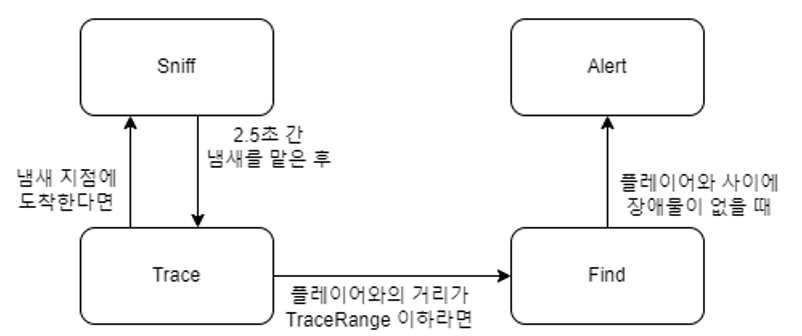 Sniff
Alert
2.5초 간
냄새를 맡은 후
냄새 지점에
도착한다면
플레이어와 사이에
장애물이 없을 때
Trace
Find
플레이어와의 거리가
TraceRange 이하라면